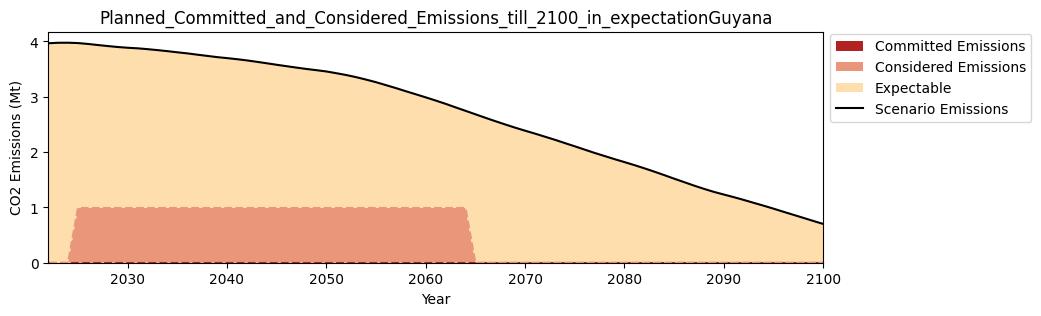 Planned_Committed_and_Considered_Emissions_till_2100_in_expectationGuyana
CO2 Emissions (Mt)
4
3
2
1
0
2030 2040 2050 2060 2070 2080 2090 2100
Year
Committed Emissions
Considered Emissions
Expectable
Scenario Emissions